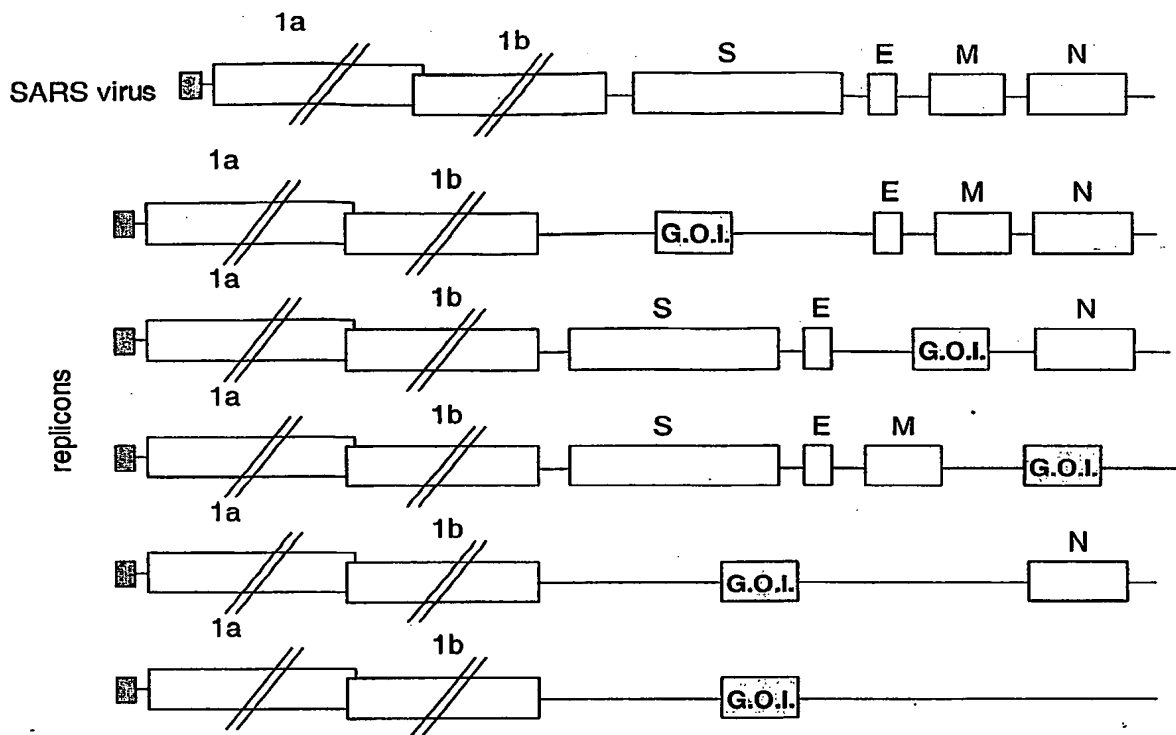 1a
1b S E M N
SARS virus
1a
1b E M N
G.O.I.
1a
1b S E N
G.O.I.
1a
1b S E M
G.O.I.
replicons
1a
1b N
G.O.I.
1a
1b
G.O.I.